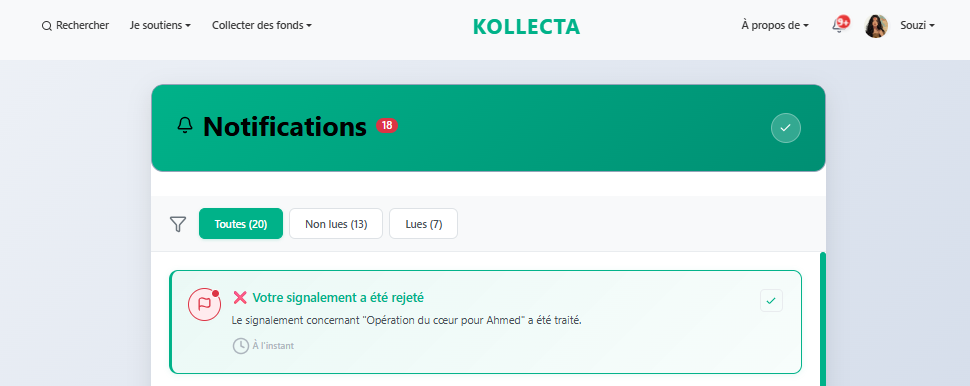 Rechercher Je soutiens Collecter des fonds KOLLECTA À propos de 9+ Souzi
Notifications 18
Toutes (20) Non lues (13) Lues (7)
❌ Votre signalement a été rejeté
Le signalement concernant "Opération du cœur pour Ahmed" a été traité.
À l'instant